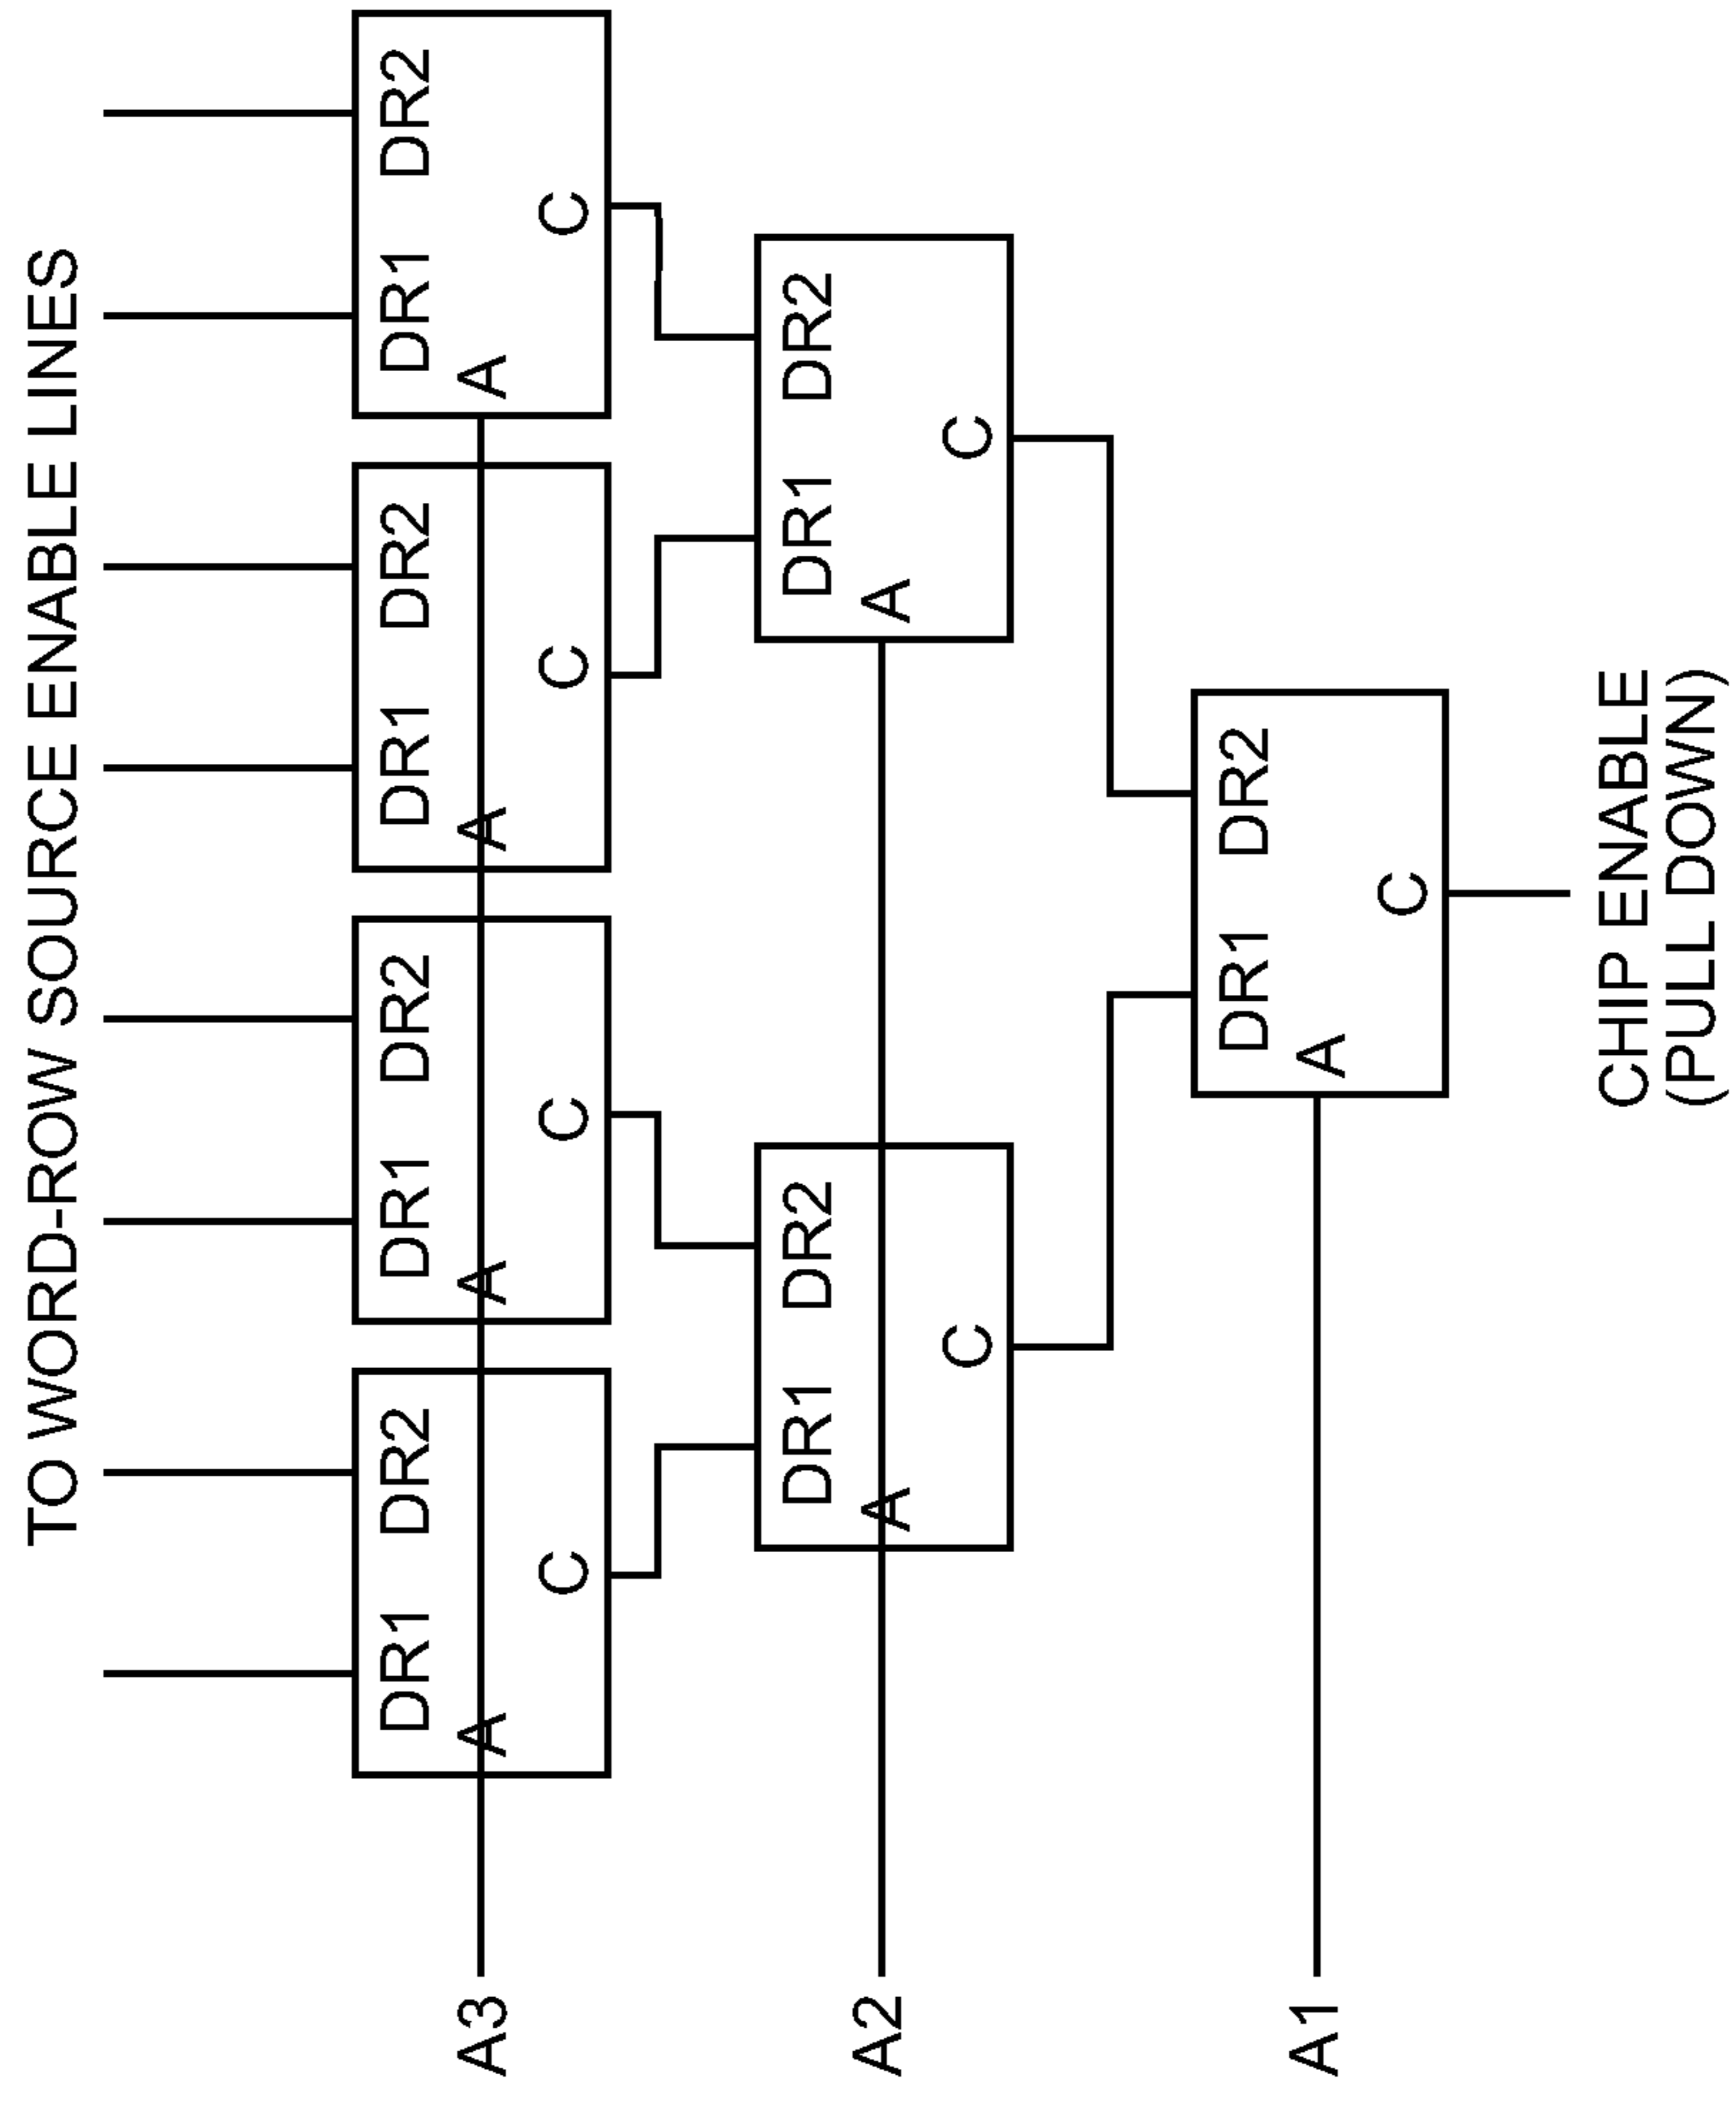 TO WORD-ROW SOURCE ENABLE LINES
DR1 DR2 DR1 DR2 DR1 DR2 DR1 DR2
A3 A A A A
C C C C
DR1 DR2 DR1 DR2
A2 A A
C C
DR1 DR2
A1 A
C
CHIP ENABLE
(PULL DOWN)